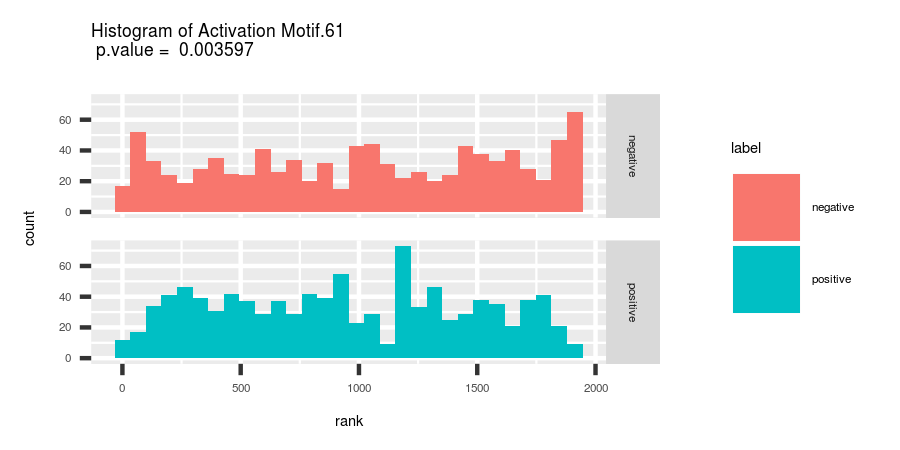 Histogram of Activation Motif.61
p.value =  0.003597
count
60
40
20
0
negative
60
40
20
0
positive
0
500
1000
1500
2000
rank
label
negative
positive